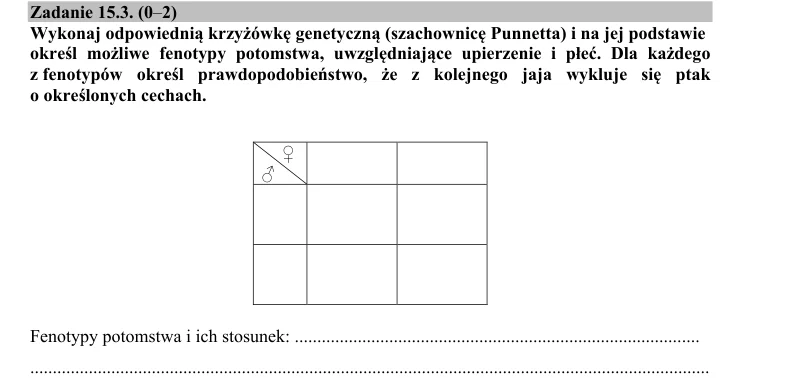 Zadanie 15.3. (0–2)
Wykonaj odpowiednią krzyżówkę genetyczną (szachownicę Punnetta) i na jej podstawie
określ możliwe fenotypy potomstwa, uwzględniające upierzenie i płeć. Dla każdego
z fenotypów określ prawdopodobieństwo, że z kolejnego jaja wykluje się ptak
o określonych cechach.
♀
♂
Fenotypy potomstwa i ich stosunek: ..........................................................................................
.......................................................................................................................................................